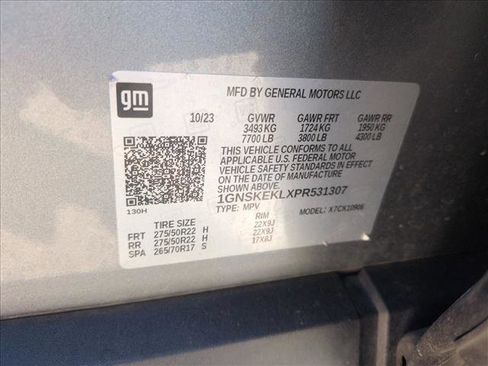 gm
MFD BY GENERAL MOTORS LLC
10/23 GVWR GAWR FRT GAWR RR
3493 KG 1724 KG 1950 KG
7700 LB 3800 LB 4300 LB
THIS VEHICLE CONFORMS TO ALL
APPLICABLE U.S. FEDERAL MOTOR
VEHICLE SAFETY STANDARDS IN
EFFECT ON THE DATE OF
MANUFACTURE SHOWN ABOVE.
1GNSKEKLXPR531307
TYPE: MPV MODEL: X7CK10906
130H
TIRE SIZE RIM
FRT 275/50R22 H 22X9J
RR 275/50R22 H 22X9J
SPA 265/70R17 S 17X8J